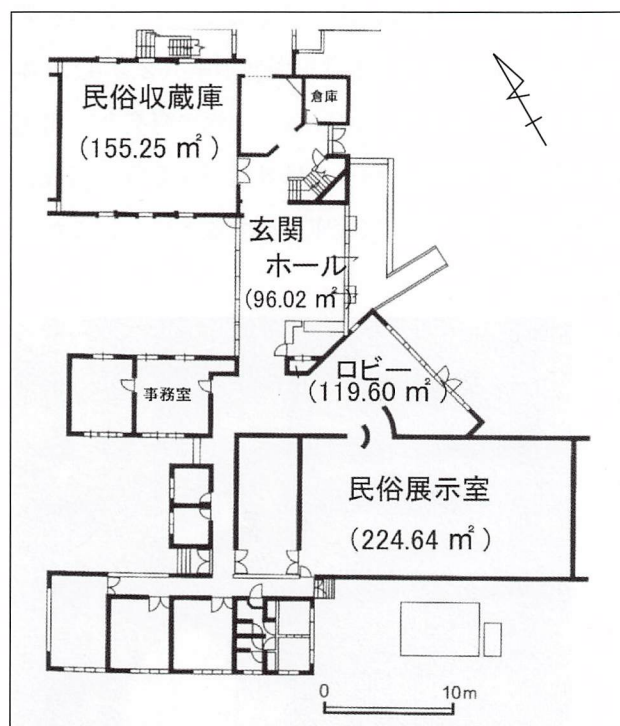 民俗収蔵庫
(155.25 ㎡)
倉庫
玄関
ホール
(96.02 ㎡)
ロビー
(119.60 ㎡)
事務室
民俗展示室
(224.64 ㎡)
0 10m